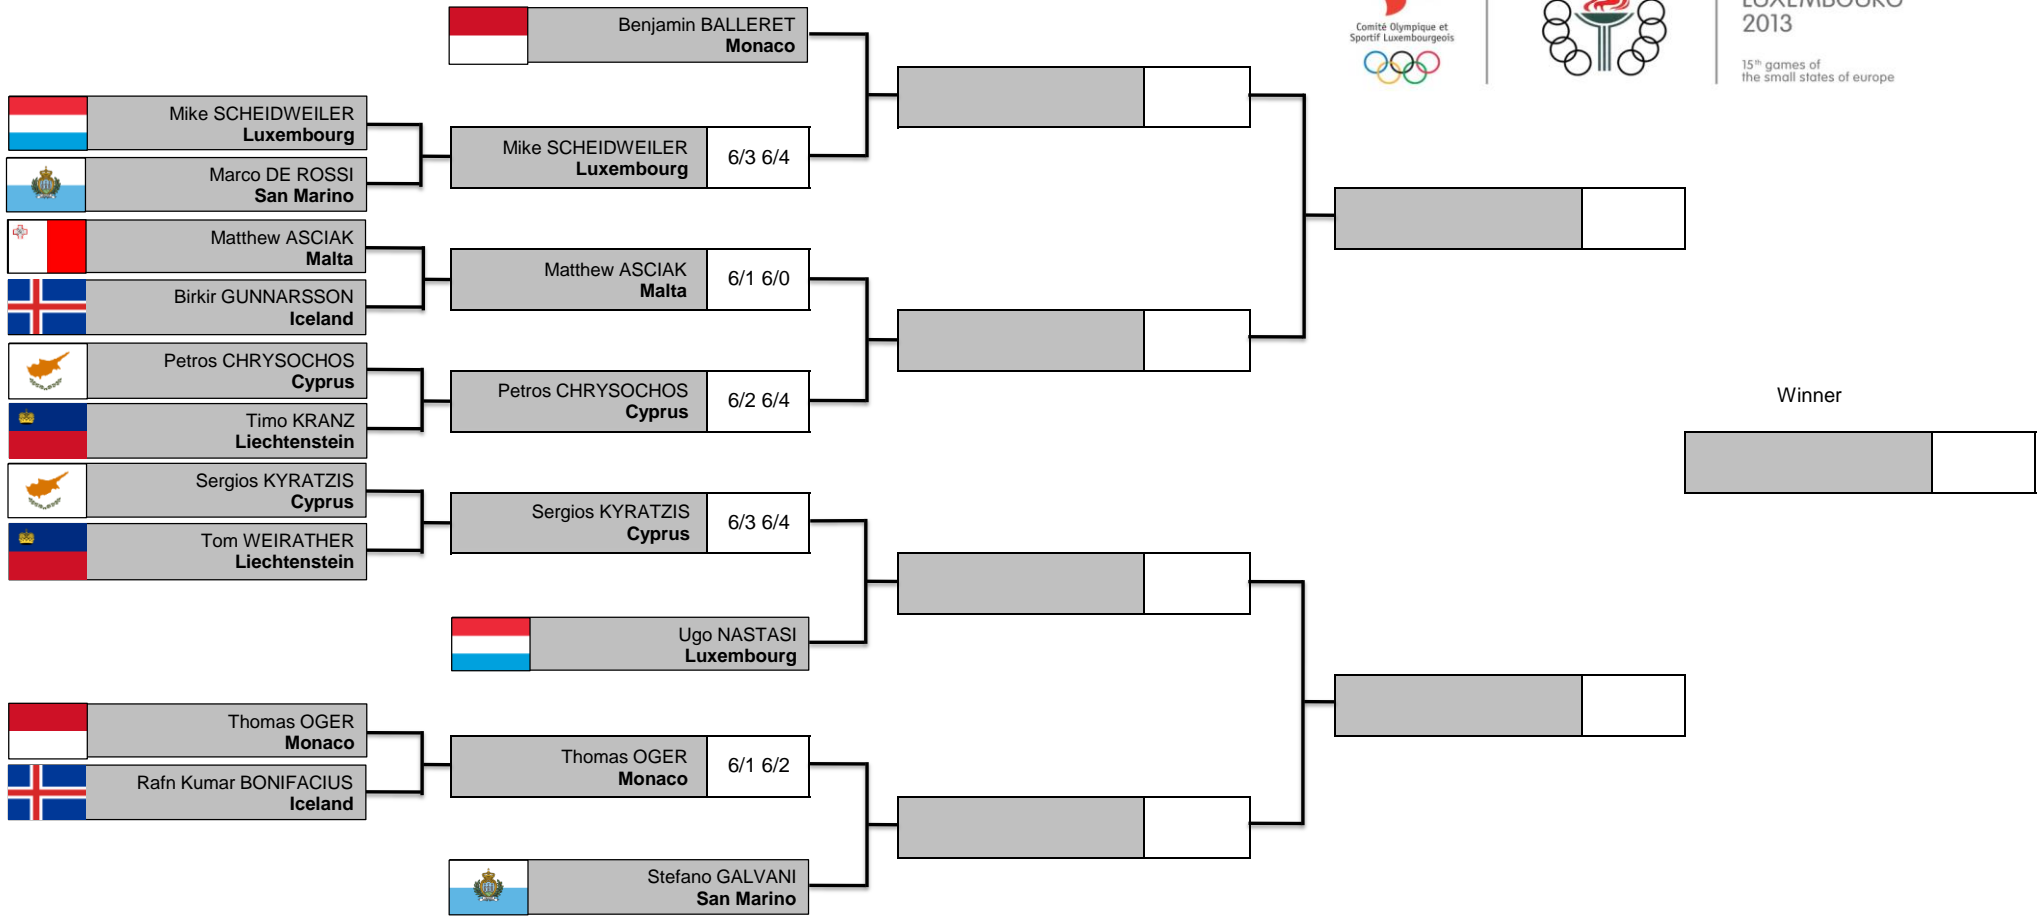 Benjamin BALLERET
Monaco
Comité Olympique et
Sportif Luxembourgeois
LUXEMBOURG
2013
15th games of
the small states of europe
Mike SCHEIDWEILER
Luxembourg
Marco DE ROSSI
San Marino
Mike SCHEIDWEILER
Luxembourg
6/3 6/4
Matthew ASCIAK
Malta
Birkir GUNNARSSON
Iceland
Matthew ASCIAK
Malta
6/1 6/0
Petros CHRYSOCHOS
Cyprus
Timo KRANZ
Liechtenstein
Petros CHRYSOCHOS
Cyprus
6/2 6/4
Winner
Sergios KYRATZIS
Cyprus
Tom WEIRATHER
Liechtenstein
Sergios KYRATZIS
Cyprus
6/3 6/4
Ugo NASTASI
Luxembourg
Thomas OGER
Monaco
Rafn Kumar BONIFACIUS
Iceland
Thomas OGER
Monaco
6/1 6/2
Stefano GALVANI
San Marino